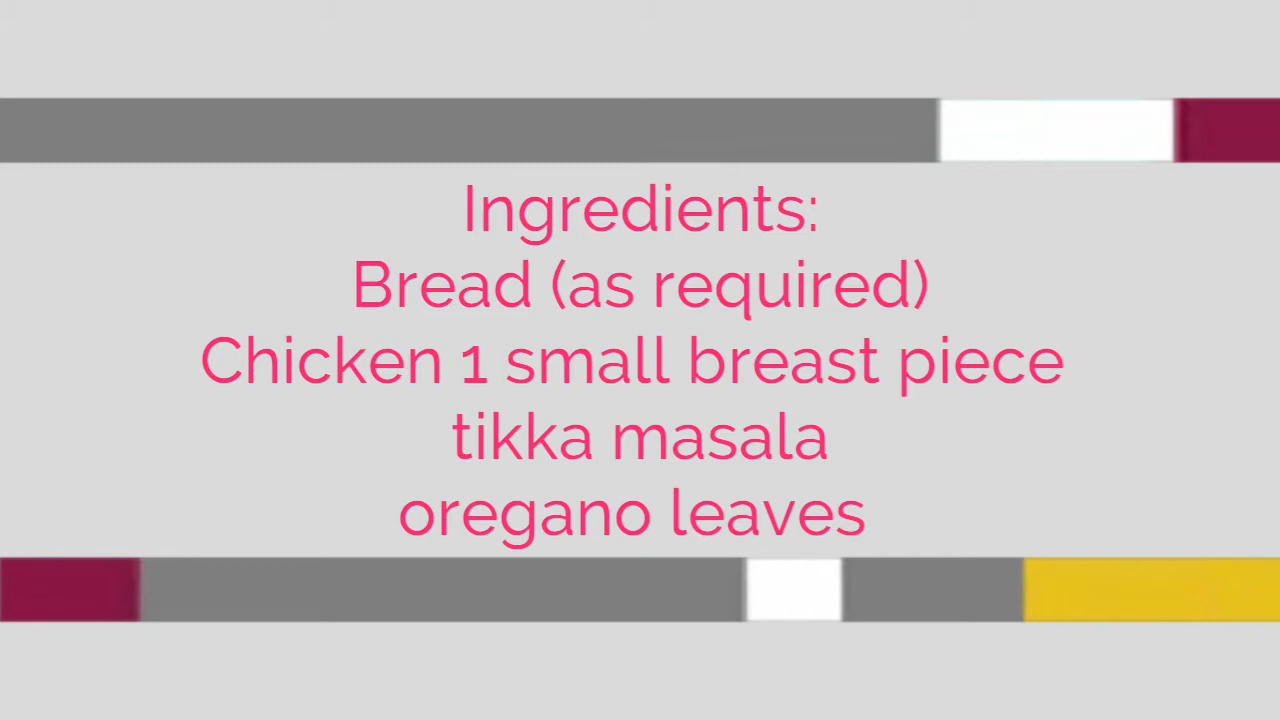 Ingredients:
Bread (as required)
Chicken 1 small breast piece
tikka masala
oregano leaves